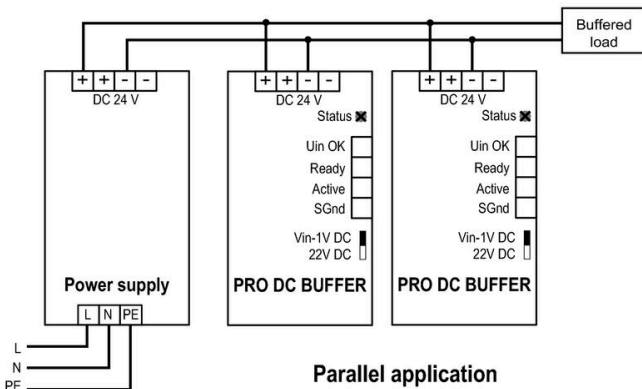 Buffered
load
+ + - -
DC 24 V
Power supply
L N PE
L
N
PE
+ + - -
DC 24 V
Status
Uin OK
Ready
Active
SGnd
Vin-1V DC
22V DC
PRO DC BUFFER
+ + - -
DC 24 V
Status
Uin OK
Ready
Active
SGnd
Vin-1V DC
22V DC
PRO DC BUFFER
Parallel application